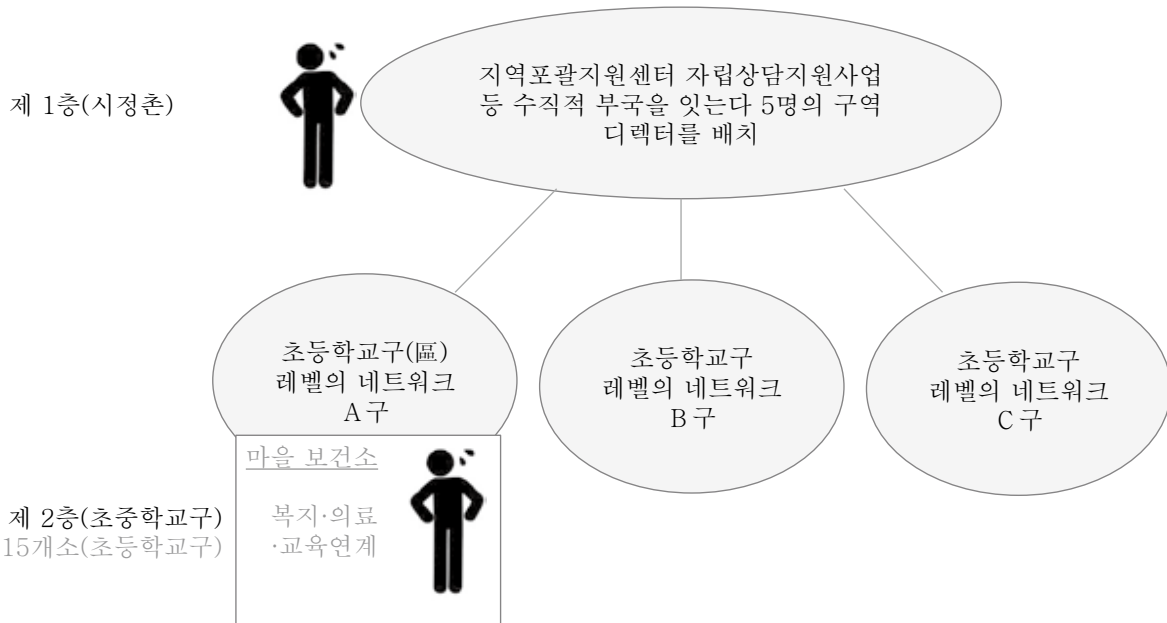 제 1층(시정촌)
지역포괄지원센터 자립상담지원사업
등 수직적 부국을 잇는다 5명의 구역
디렉터를 배치
초등학교구(區)
레벨의 네트워크
A구
초등학교구
레벨의 네트워크
B구
초등학교구
레벨의 네트워크
C구
마을 보건소
복지·의료
·교육연계
제 2층(초중학교구)
15개소(초등학교구)